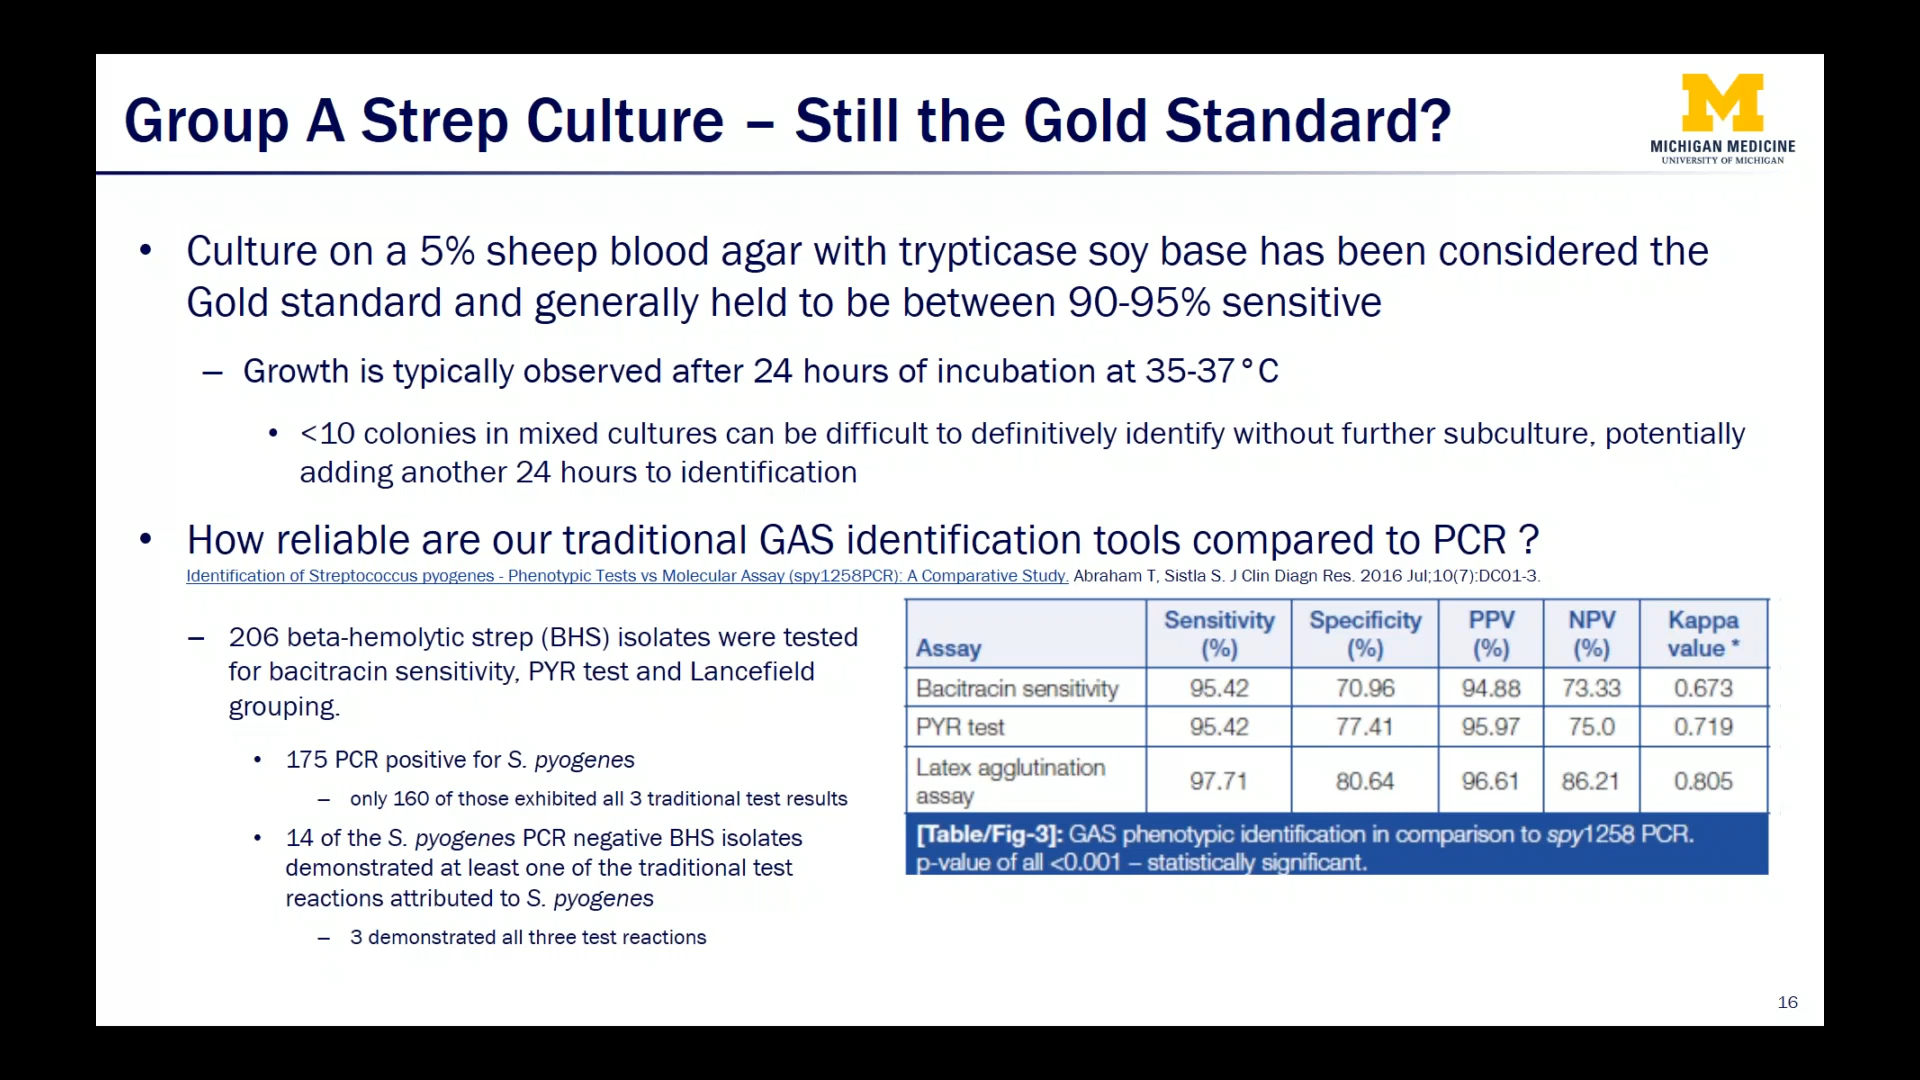 Group A Strep Culture – Still the Gold Standard?
M
MICHIGAN MEDICINE
UNIVERSITY OF MICHIGAN
• Culture on a 5% sheep blood agar with trypticase soy base has been considered the
Gold standard and generally held to be between 90-95% sensitive
– Growth is typically observed after 24 hours of incubation at 35-37°C
• <10 colonies in mixed cultures can be difficult to definitively identify without further subculture, potentially
adding another 24 hours to identification
• How reliable are our traditional GAS identification tools compared to PCR ?
Identification of Streptococcus pyogenes - Phenotypic Tests vs Molecular Assay (spy1258PCR): A Comparative Study. Abraham T, Sistla S. J Clin Diagn Res. 2016 Jul;10(7):DC01-3.
– 206 beta-hemolytic strep (BHS) isolates were tested
for bacitracin sensitivity, PYR test and Lancefield
grouping.
• 175 PCR positive for S. pyogenes
– only 160 of those exhibited all 3 traditional test results
• 14 of the S. pyogenes PCR negative BHS isolates
demonstrated at least one of the traditional test
reactions attributed to S. pyogenes
– 3 demonstrated all three test reactions
Assay Sensitivity (%) Specificity (%) PPV (%) NPV (%) Kappa value *
Bacitracin sensitivity 95.42 70.96 94.88 73.33 0.673
PYR test 95.42 77.41 95.97 75.0 0.719
Latex agglutination assay 97.71 80.64 96.61 86.21 0.805
[Table/Fig-3]: GAS phenotypic identification in comparison to spy1258 PCR.
p-value of all <0.001 – statistically significant.
16